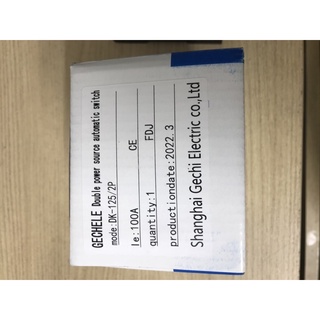 GECHELE Double power source automatic switch
mode:DK-125/2P
Ie:100A CE
quantity:1 FDJ
productiondate:2022.3
Shanghai Gechi Electric co.,Ltd